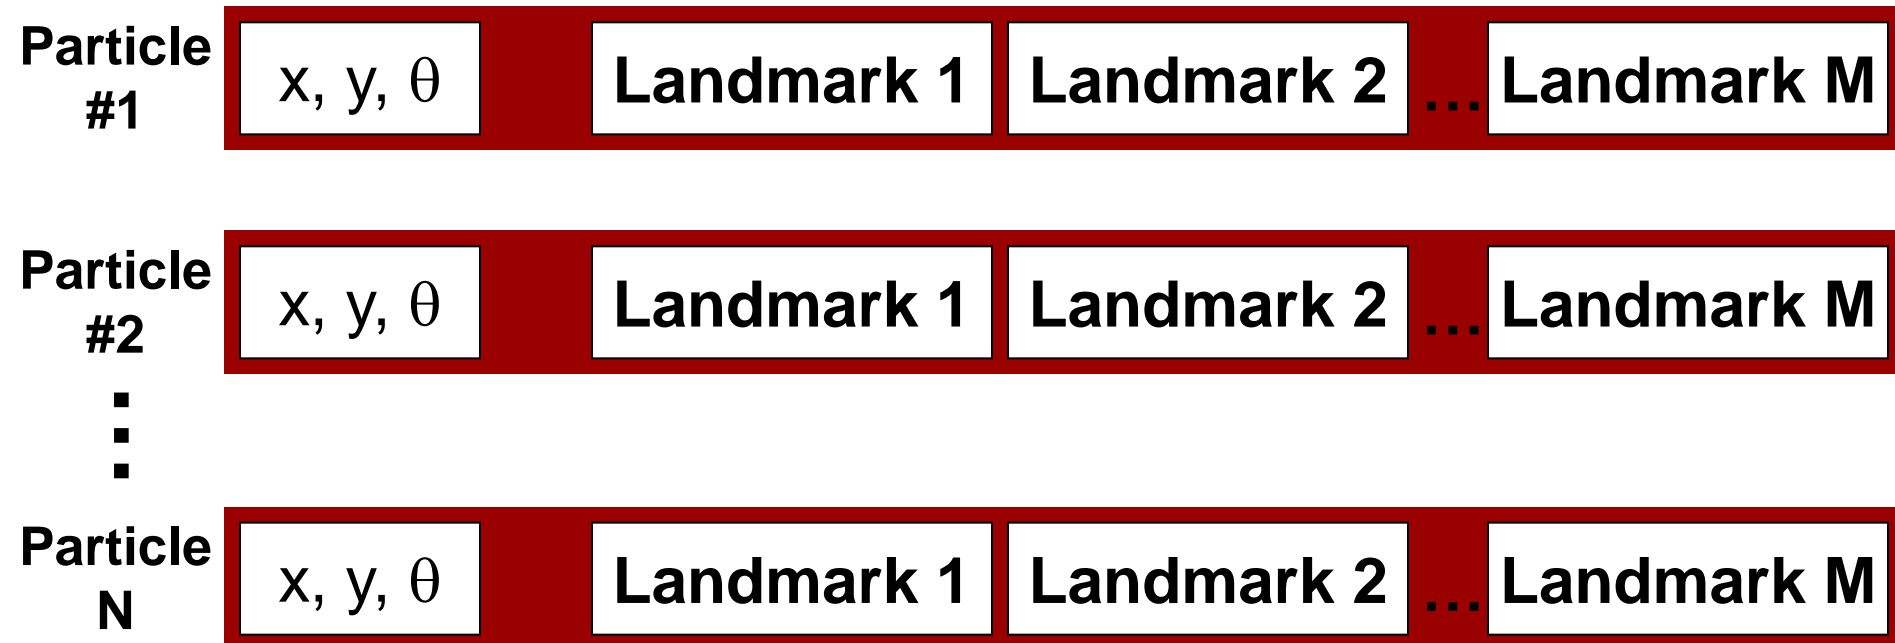 Particle
#1
x, y, θ
Landmark 1
Landmark 2
...
Landmark M
Particle
#2
x, y, θ
Landmark 1
Landmark 2
...
Landmark M
⋮
Particle
N
x, y, θ
Landmark 1
Landmark 2
...
Landmark M